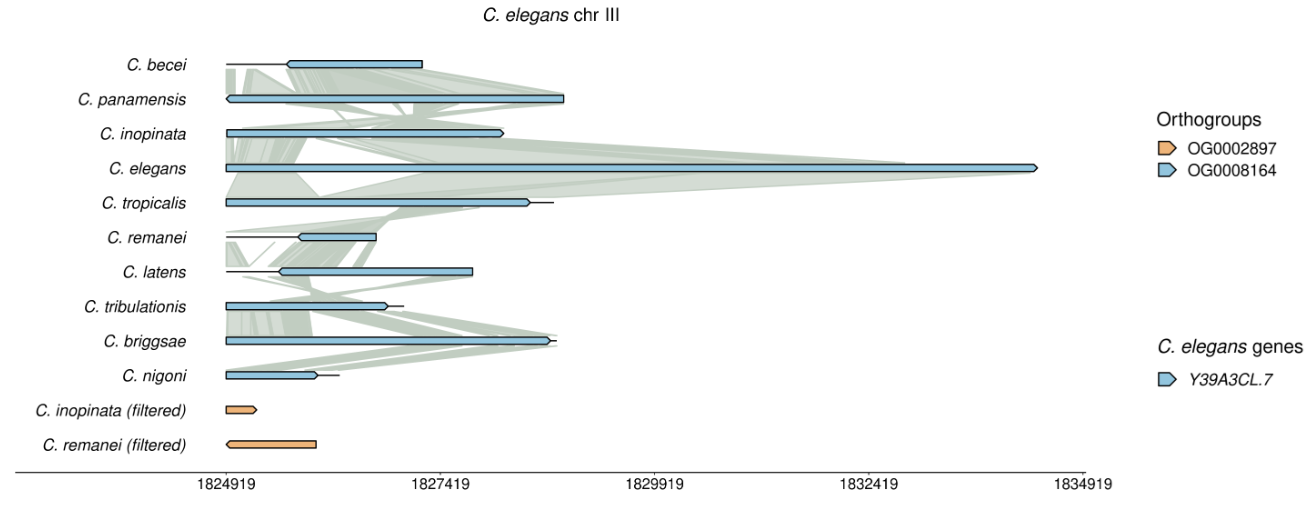 C. elegans chr III
C. becei
C. panamensis
C. inopinata
C. elegans
C. tropicalis
C. remanei
C. latens
C. tribulationis
C. briggsae
C. nigoni
C. inopinata (filtered)
C. remanei (filtered)
1824919 1827419 1829919 1832419 1834919
Orthogroups
OG0002897
OG0008164
C. elegans genes
Y39A3CL.7